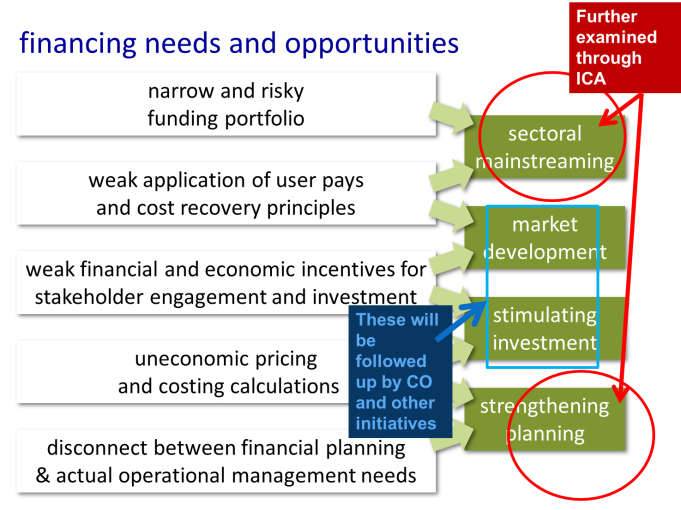 financing needs and opportunities
Further
examined
through
ICA
narrow and risky
funding portfolio
sectoral
mainstreaming
weak application of user pays
and cost recovery principles
market
development
weak financial and economic incentives for
stakeholder engagement and investment
stimulating
investment
These will
be
followed
up by CO
and other
initiatives
uneconomic pricing
and costing calculations
strengthening
planning
disconnect between financial planning
& actual operational management needs